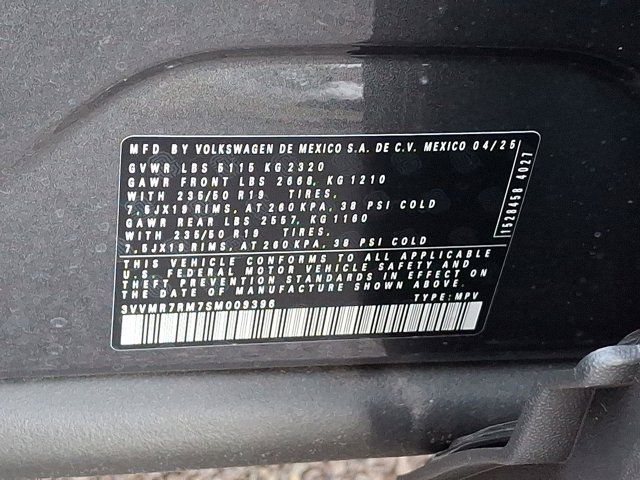 MFD BY VOLKSWAGEN DE MEXICO S.A. DE C.V. MEXICO 04/25
GVWR LBS 5115 KG 2320
GAWR FRONT LBS 2668, KG 1210
WITH 235/50 R19 TIRES,
7,5JX19 RIMS, AT 260 KPA, 38 PSI COLD
GAWR REAR LBS 2557, KG 1160
WITH 235/50 R19 TIRES,
7,5JX19 RIMS, AT 260 KPA, 38 PSI COLD
THIS VEHICLE CONFORMS TO ALL APPLICABLE
U.S. FEDERAL MOTOR VEHICLE SAFETY AND
THEFT PREVENTION STANDARDS IN EFFECT ON
THE DATE OF MANUFACTURE SHOWN ABOVE
3VVMR7RM7SM009396 TYPE: MPV
1528458 4027